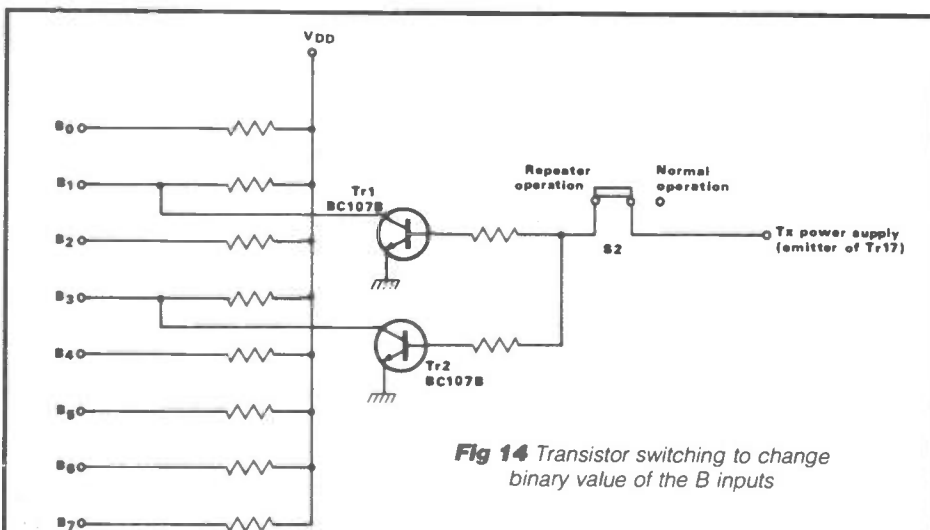 VDD
B0
B1
B2
B3
B4
B5
B6
B7
Tr1
BC107B
Tr2
BC107B
Repeater
operation
Normal
operation
S2
Tx power supply
(emitter of Tr17)
Fig 14 Transistor switching to change
binary value of the B inputs